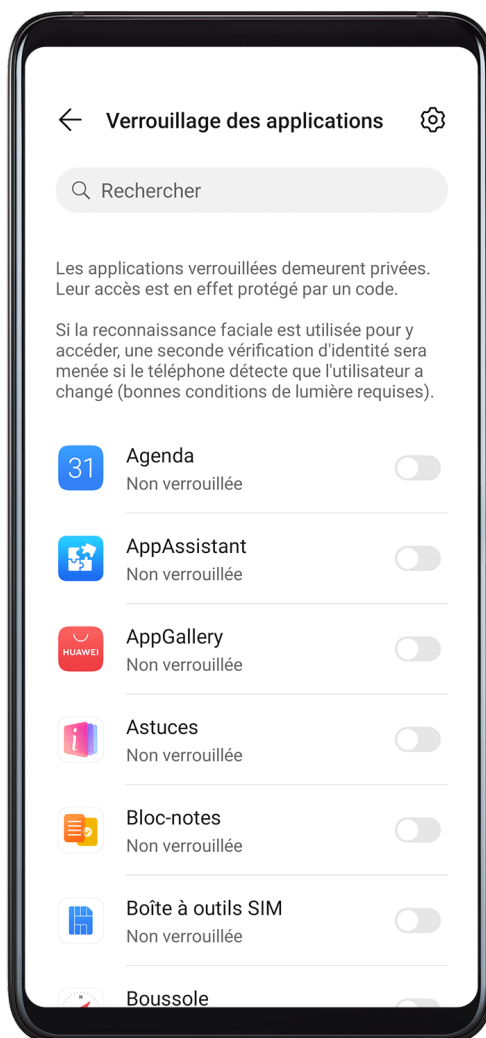 Verrouillage des applications
Rechercher
Les applications verrouillées demeurent privées.
Leur accès est en effet protégé par un code.
Si la reconnaissance faciale est utilisée pour y
accéder, une seconde vérification d'identité sera
menée si le téléphone détecte que l'utilisateur a
changé (bonnes conditions de lumière requises).
31
Agenda
Non verrouillée
AppAssistant
Non verrouillée
HUAWEI
AppGallery
Non verrouillée
i
Astuces
Non verrouillée
Bloc-notes
Non verrouillée
Boîte à outils SIM
Non verrouillée
N
Boussole